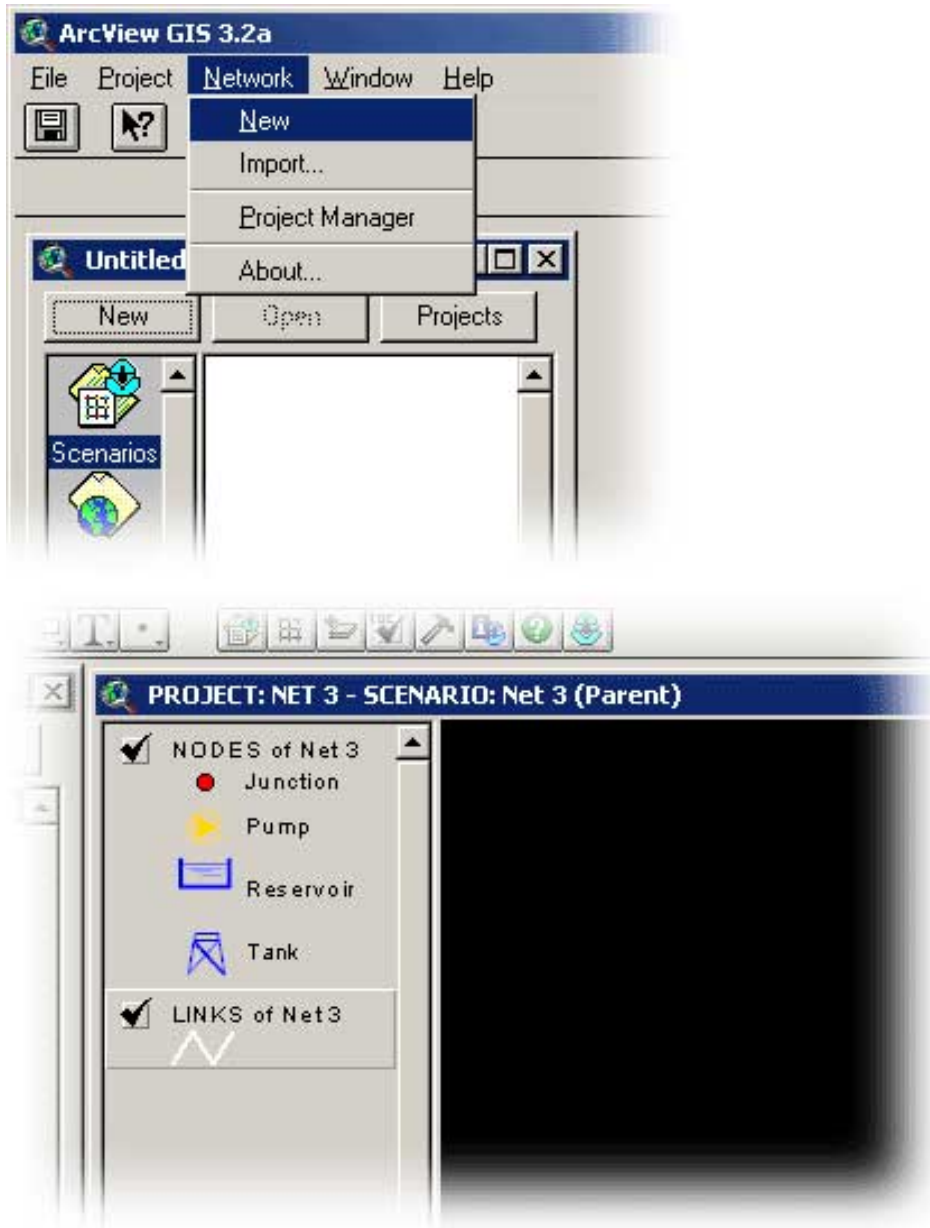 ArcView GIS 3.2a
File Project Network Window Help
New
Import...
Project Manager
About...
Untitled
New Open Projects
Scenarios
T.
PROJECT: NET 3 - SCENARIO: Net 3 (Parent)
NODES of Net 3
Junction
Pump
Reservoir
Tank
LINKS of Net 3